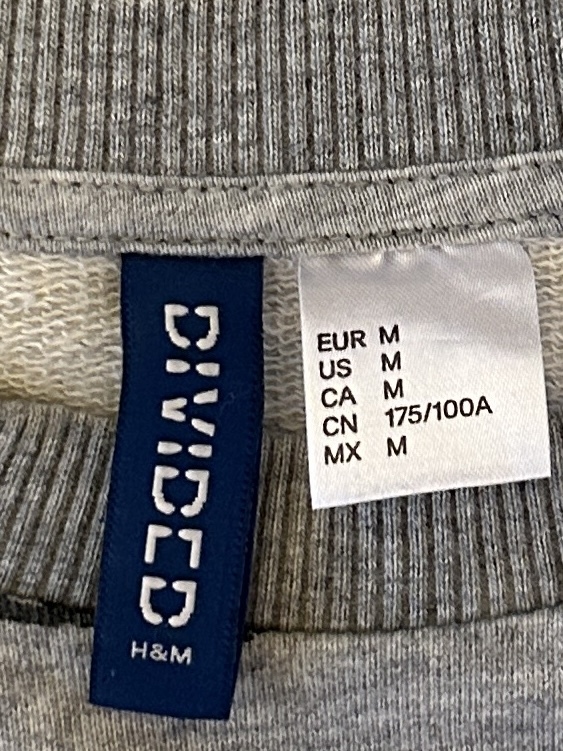 DIVIDED
H&M
EUR M
US M
CA M
CN 175/100A
MX M